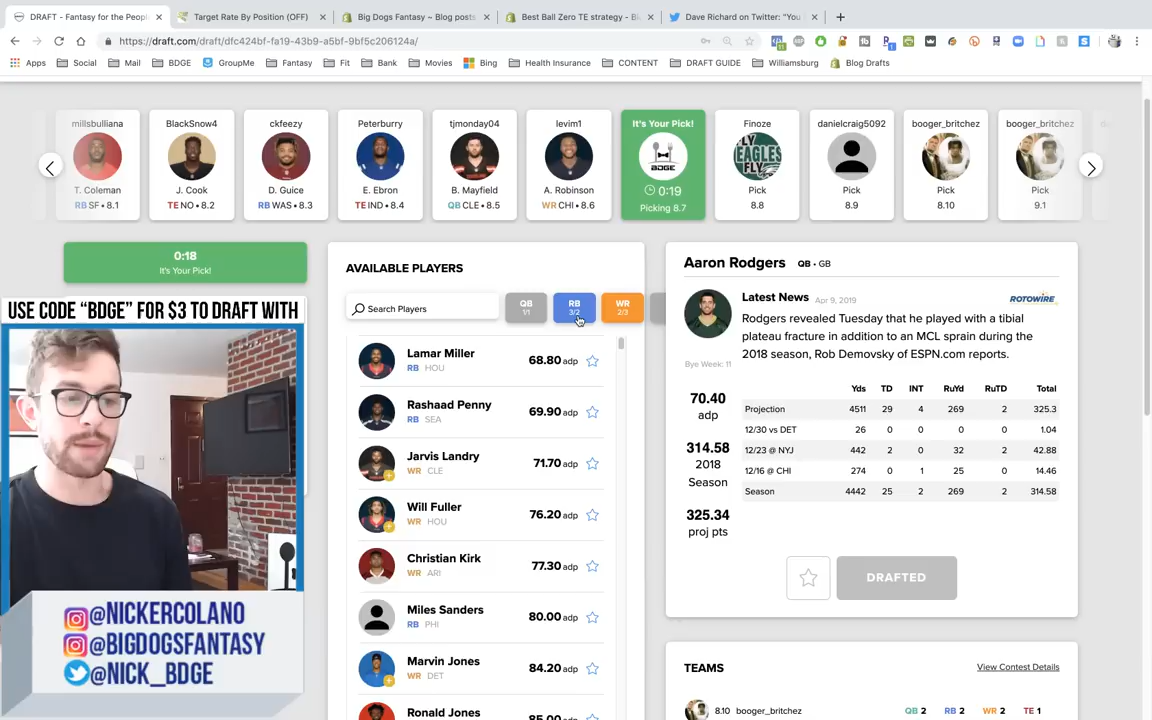 DRAFT - Fantasy for the Peopl
Target Rate By Position (OFF)
Big Dogs Fantasy ~ Blog posts
Best Ball Zero TE strategy - Bi
Dave Richard on Twitter: "You
https://draft.com/draft/dfc424bf-fa19-43b9-a5bf-9bf5c206124a/
Apps Social Mail BDGE GroupMe Fantasy Fit Bank Movies Bing Health Insurance CONTENT DRAFT GUIDE Williamsburg Blog Drafts
millsbulliana
T. Coleman
RB SF • 8.1
BlackSnow4
J. Cook
TE NO • 8.2
ckfeezy
D. Guice
RB WAS • 8.3
Peterburry
E. Ebron
TE IND • 8.4
tjmonday04
B. Mayfield
QB CLE • 8.5
levim1
A. Robinson
WR CHI • 8.6
It's Your Pick!
BDGE
0:19
Picking 8.7
Finoze
FLY EAGLES FLY
Pick
8.8
danielcraig5092
Pick
8.9
booger_britchez
Pick
8.10
booger_britchez
Pick
9.1
0:18
It's Your Pick!
USE CODE "BDGE" FOR $3 TO DRAFT WITH
@NICKERCOLANO
@BIGDOGSFANTASY
@NICK_BDGE
AVAILABLE PLAYERS
Search Players
QB
1/1
RB
3/2
WR
2/3
Lamar Miller
RB HOU
68.80 adp
Rashaad Penny
RB SEA
69.90 adp
Jarvis Landry
WR CLE
71.70 adp
Will Fuller
WR HOU
76.20 adp
Christian Kirk
WR ARI
77.30 adp
Miles Sanders
RB PHI
80.00 adp
Marvin Jones
WR DET
84.20 adp
Ronald Jones
85.00 adp
Aaron Rodgers QB • GB
Latest News Apr 9, 2019
ROTOWIRE
Rodgers revealed Tuesday that he played with a tibial
plateau fracture in addition to an MCL sprain during the
2018 season, Rob Demovsky of ESPN.com reports.
Bye Week: 11
70.40
adp
314.58
2018
Season
325.34
proj pts
Yds TD INT RuYd RuTD Total
Projection 4511 29 4 269 2 325.3
12/30 vs DET 26 0 0 0 0 1.04
12/23 @ NYJ 442 2 0 32 2 42.88
12/16 @ CHI 274 0 1 25 0 14.46
Season 4442 25 2 269 2 314.58
DRAFTED
TEAMS
View Contest Details
8.10 booger_britchez QB 2 RB 2 WR 2 TE 1